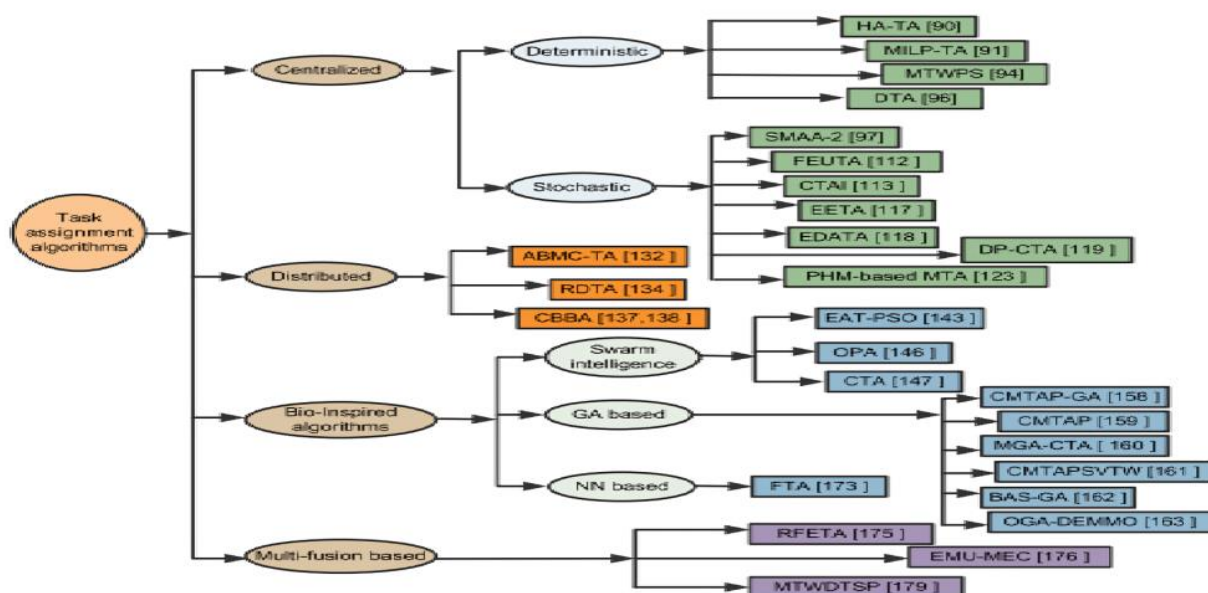 Task
assignment
algorithms
Centralized
Deterministic
HA-TA [90]
MILP-TA [91]
MTWPS [94]
DTA [96]
Stochastic
SMAA-2 [97]
FEUTA [112 ]
CTAII [113 ]
EETA [117 ]
EDATA [118 ]
DP-CTA [119 ]
PHM-based MTA [123 ]
Distributed
ABMC-TA [132 ]
RDTA [134 ]
CBBA [137,138 ]
Bio-Inspired
algorithms
Swarm
intelligence
EAT-PSO [143 ]
OPA [146 ]
CTA [147 ]
GA based
CMTAP-GA [158 ]
CMTAP [159 ]
MGA-CTA [ 160 ]
CMTAPSVTW [161 ]
BAS-GA [162 ]
OGA-DEMMO [163 ]
NN based
FTA [173 ]
Multi-fusion based
RFETA [175 ]
EMU-MEC [176 ]
MTWDTSP [179 ]